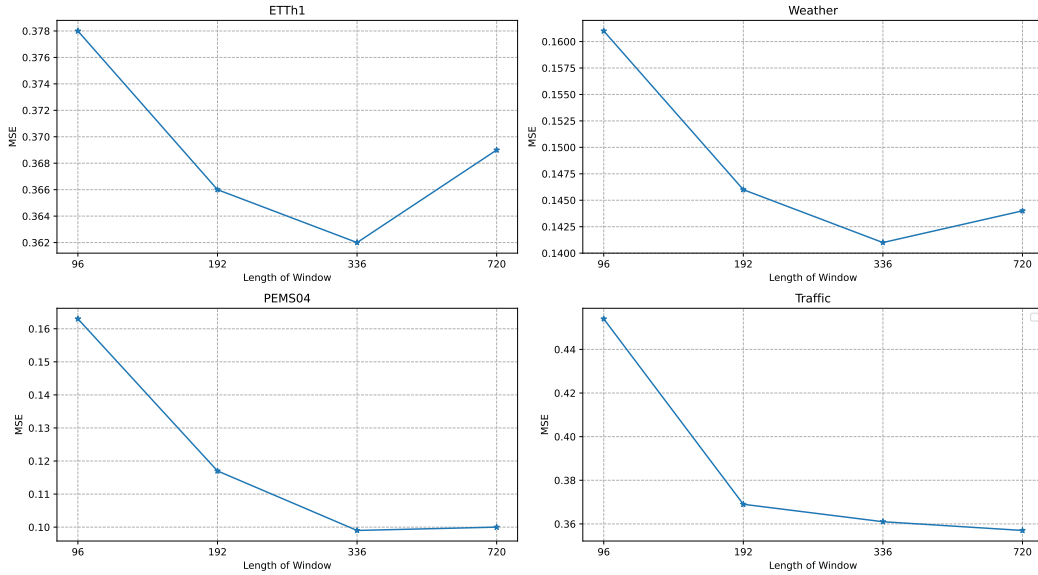 ETTh1
0.378
0.376
0.374
0.372
0.370
0.368
0.366
0.364
0.362
MSE
96 192 336 720
Length of Window
Weather
0.1600
0.1575
0.1550
0.1525
0.1500
0.1475
0.1450
0.1425
0.1400
MSE
96 192 336 720
Length of Window
PEMS04
0.16
0.15
0.14
0.13
0.12
0.11
0.10
MSE
96 192 336 720
Length of Window
Traffic
0.44
0.42
0.40
0.38
0.36
MSE
96 192 336 720
Length of Window